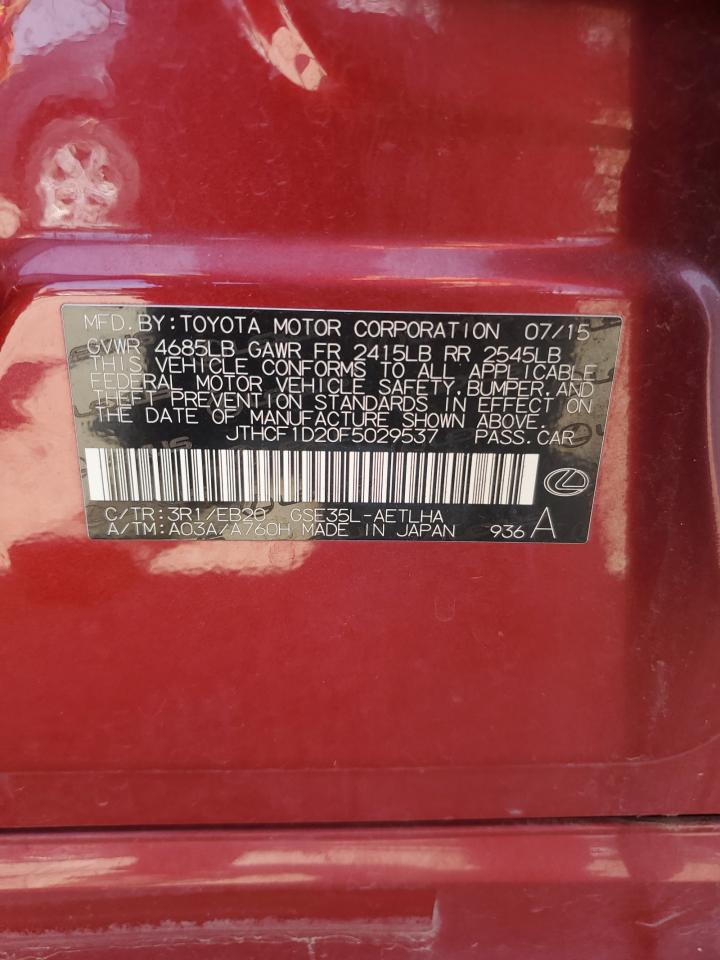 MFD.BY:TOYOTA MOTOR CORPORATION 07/15
GVWR 4685LB GAWR FR 2415LB RR 2545LB
THIS VEHICLE CONFORMS TO ALL APPLICABLE
FEDERAL MOTOR VEHICLE SAFETY,BUMPER,AND
THEFT PREVENTION STANDARDS IN EFFECT ON
THE DATE OF MANUFACTURE SHOWN ABOVE.
JTHCF1D20F5029537 PASS.CAR
C/TR:3R1/EB20 GSE35L-AETLHA
A/TM:A03A/A760H MADE IN JAPAN 936 A